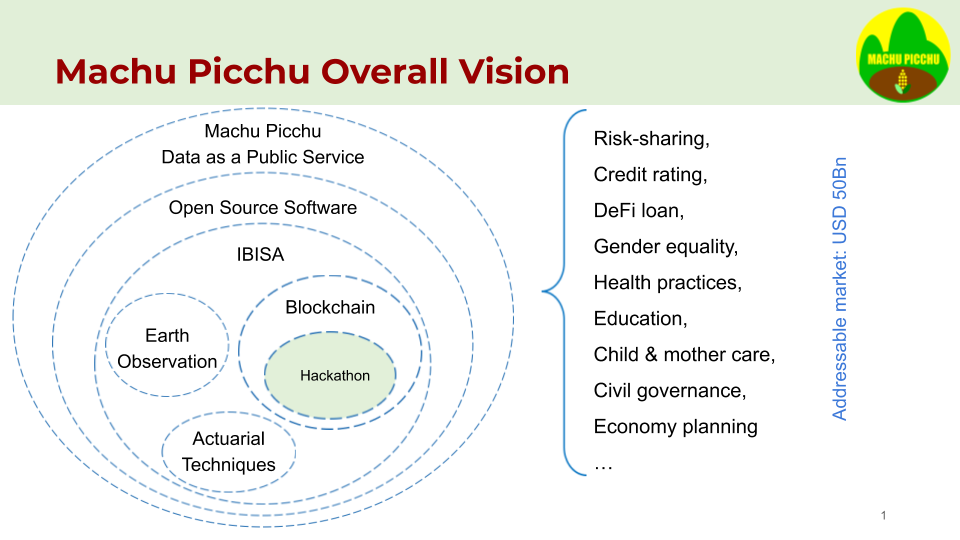 Machu Picchu Overall Vision
MACHU PICCHU
Machu Picchu
Data as a Public Service
Open Source Software
IBISA
Blockchain
Earth
Observation
Hackathon
Actuarial
Techniques
Risk-sharing,
Credit rating,
DeFi loan,
Gender equality,
Health practices,
Education,
Child & mother care,
Civil governance,
Economy planning
…
Addressable market: USD 50Bn
1